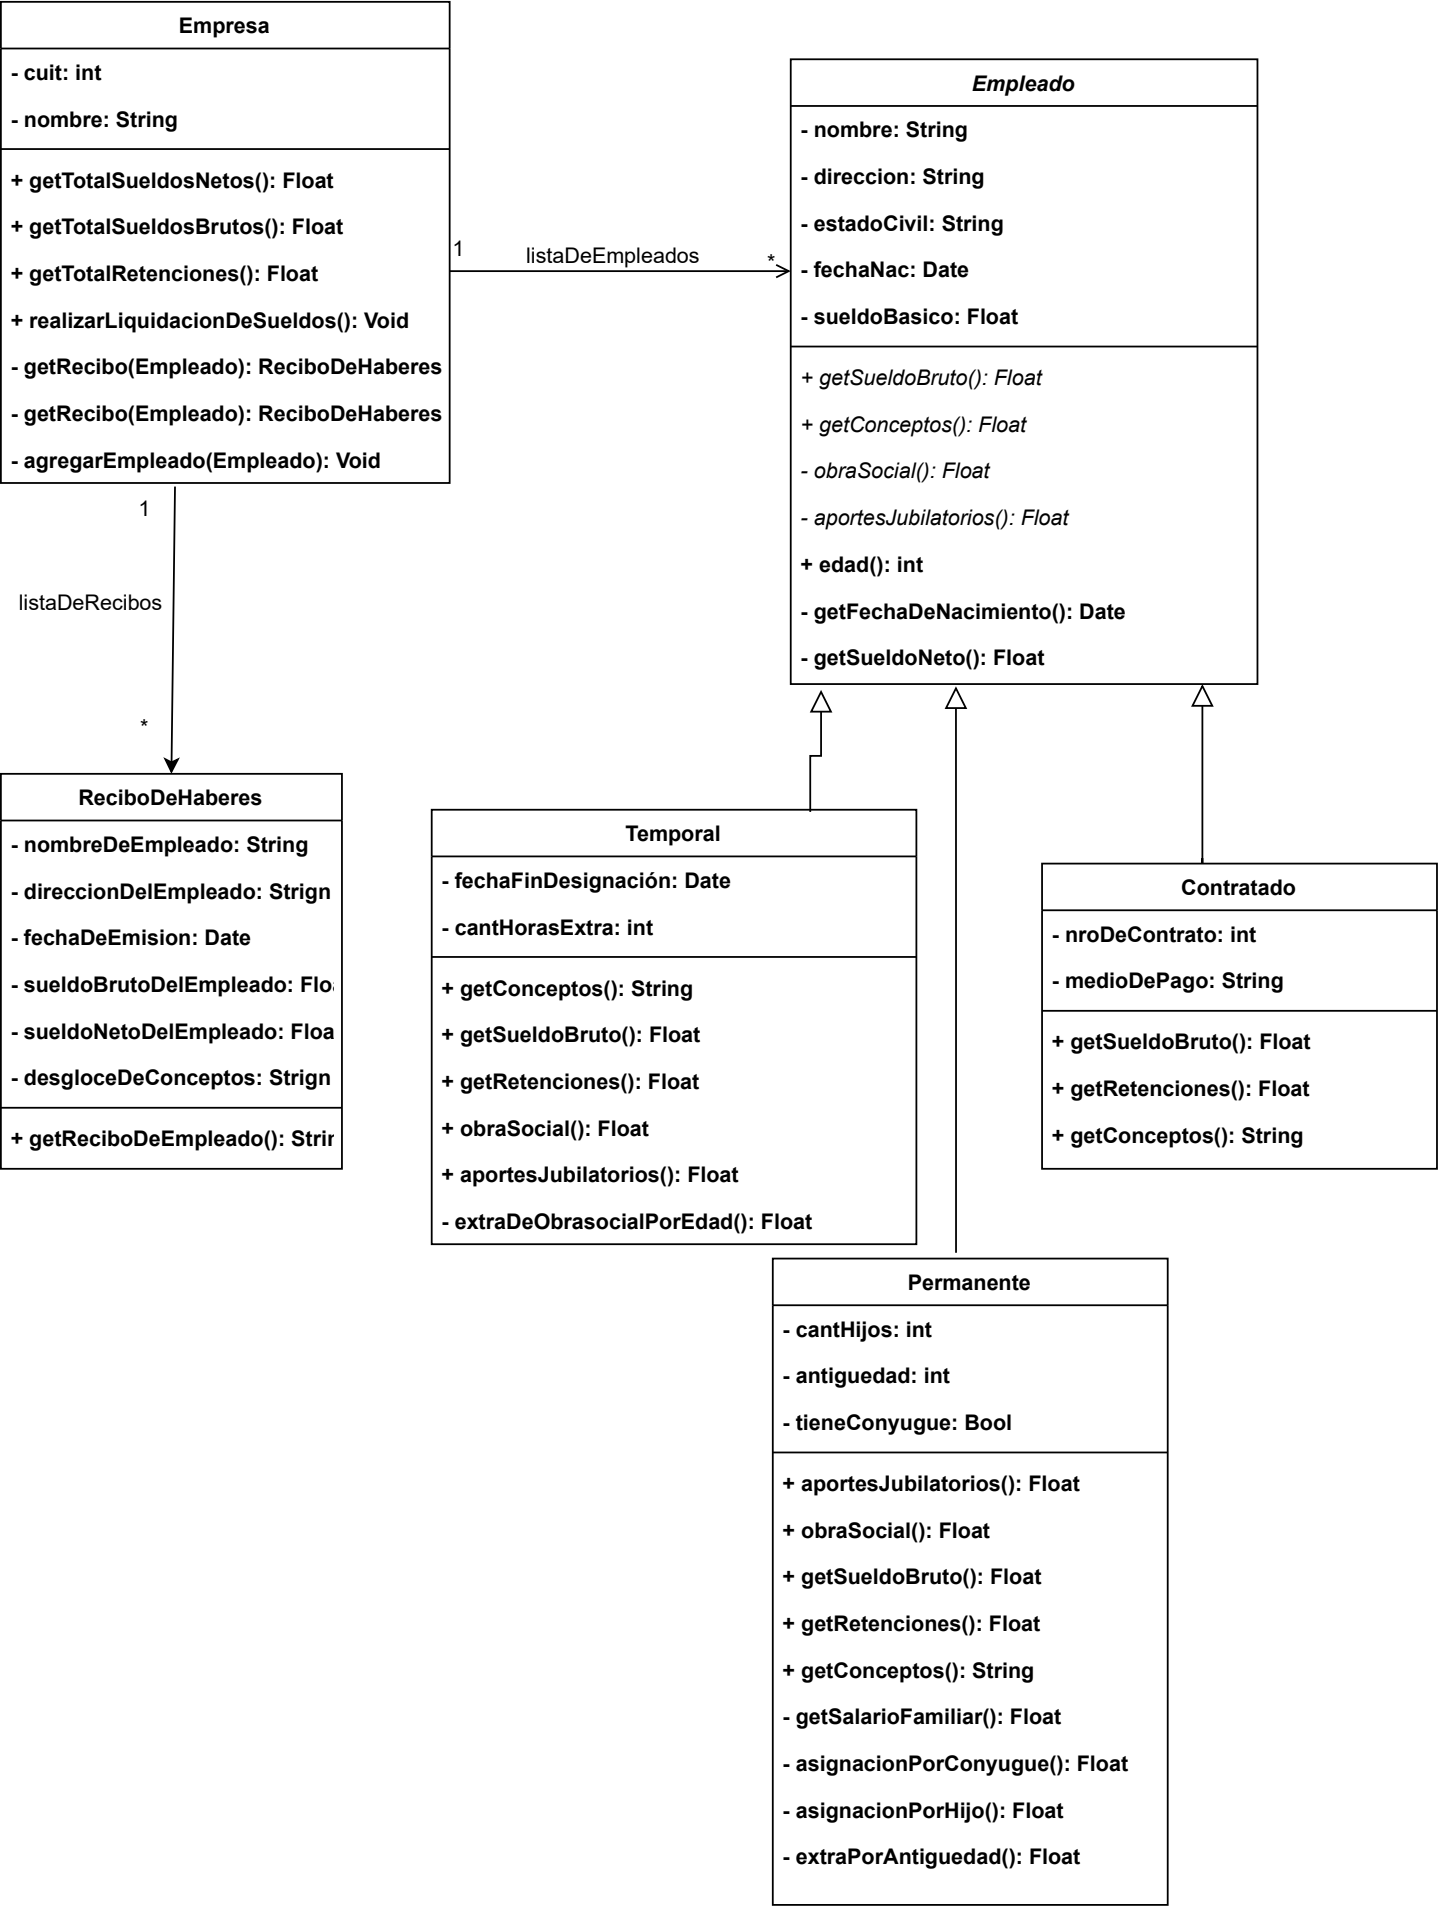 Empresa
- cuit: int
- nombre: String
+ getTotalSueldosNetos(): Float
+ getTotalSueldosBrutos(): Float
+ getTotalRetenciones(): Float
+ realizarLiquidacionDeSueldos(): Void
- getRecibo(Empleado): ReciboDeHaberes
- getRecibo(Empleado): ReciboDeHaberes
- agregarEmpleado(Empleado): Void
1
listaDeEmpleados
*
Empleado
- nombre: String
- direccion: String
- estadoCivil: String
- fechaNac: Date
- sueldoBasico: Float
+ getSueldoBruto(): Float
+ getConceptos(): Float
- obraSocial(): Float
- aportesJubilatorios(): Float
+ edad(): int
- getFechaDeNacimiento(): Date
- getSueldoNeto(): Float
1
listaDeRecibos
*
ReciboDeHaberes
- nombreDeEmpleado: String
- direccionDelEmpleado: Strign
- fechaDeEmision: Date
- sueldoBrutoDelEmpleado: Flo
- sueldoNetoDelEmpleado: Floa
- desgloceDeConceptos: Strign
+ getReciboDeEmpleado(): Strin
Temporal
- fechaFinDesignación: Date
- cantHorasExtra: int
+ getConceptos(): String
+ getSueldoBruto(): Float
+ getRetenciones(): Float
+ obraSocial(): Float
+ aportesJubilatorios(): Float
- extraDeObrasocialPorEdad(): Float
Contratado
- nroDeContrato: int
- medioDePago: String
+ getSueldoBruto(): Float
+ getRetenciones(): Float
+ getConceptos(): String
Permanente
- cantHijos: int
- antiguedad: int
- tieneConyugue: Bool
+ aportesJubilatorios(): Float
+ obraSocial(): Float
+ getSueldoBruto(): Float
+ getRetenciones(): Float
+ getConceptos(): String
- getSalarioFamiliar(): Float
- asignacionPorConyugue(): Float
- asignacionPorHijo(): Float
- extraPorAntiguedad(): Float